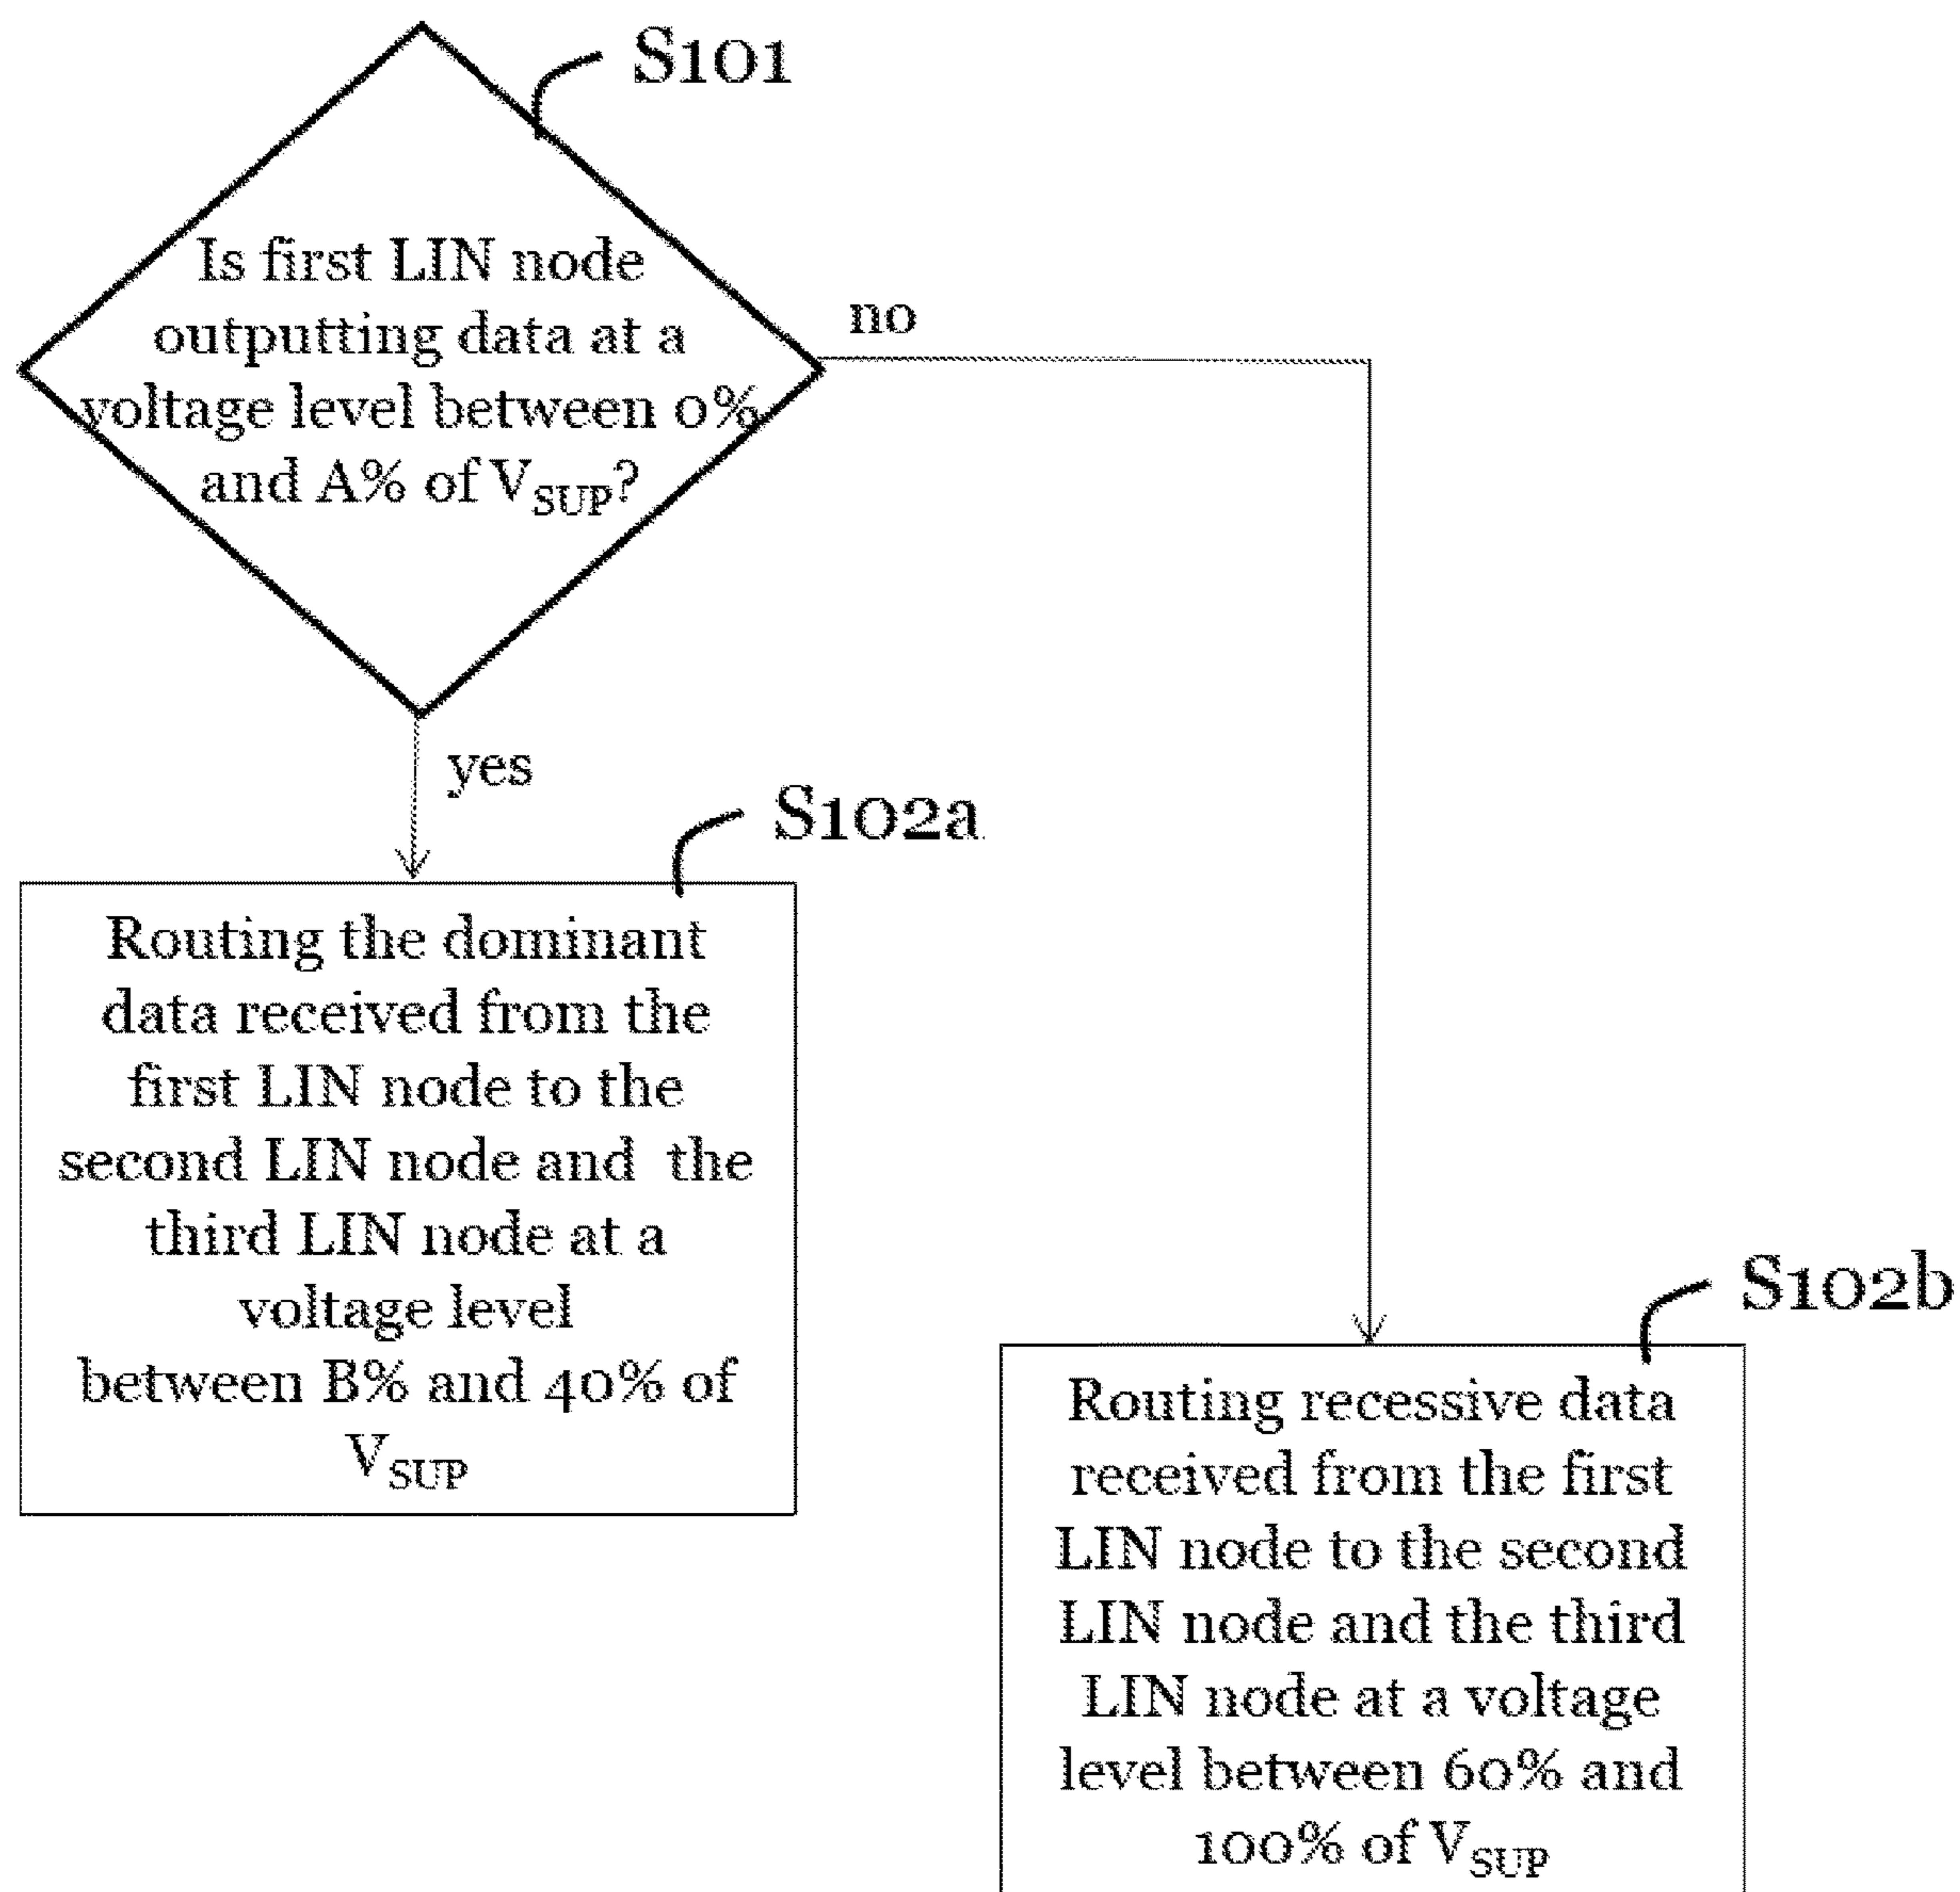 S101
Is first LIN node
outputting data at a
voltage level between 0%
and A% of VSUP?
no
yes
S102a
Routing the dominant
data received from the
first LIN node to the
second LIN node and the
third LIN node at a
voltage level
between B% and 40% of
VSUP
S102b
Routing recessive data
received from the first
LIN node to the second
LIN node and the third
LIN node at a voltage
level between 60% and
100% of VSUP